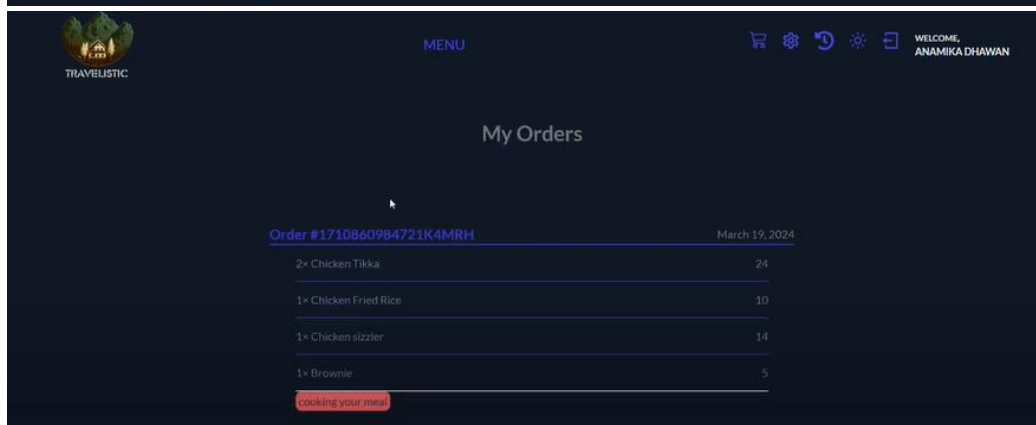 TRAVELISTIC
MENU
WELCOME,
ANAMIKA DHAWAN
My Orders
Order #1710860984721K4MRH March 19, 2024
2× Chicken Tikka 24
1× Chicken Fried Rice 10
1× Chicken sizzler 14
1× Brownie 5
cooking your meal